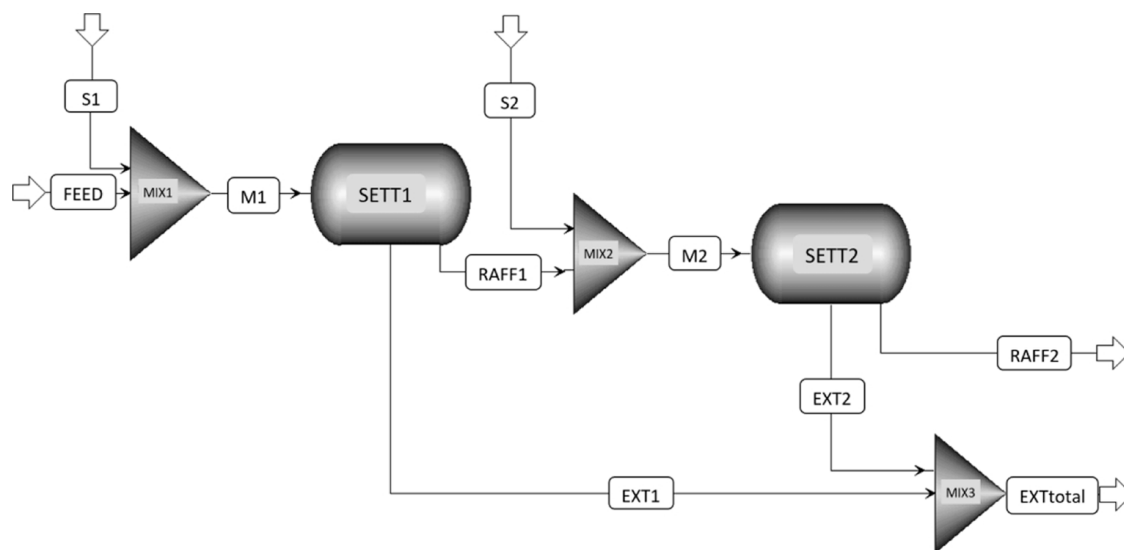 S1
S2
FEED
MIX1
M1
SETT1
RAFF1
MIX2
M2
SETT2
RAFF2
EXT2
EXT1
MIX3
EXTtotal